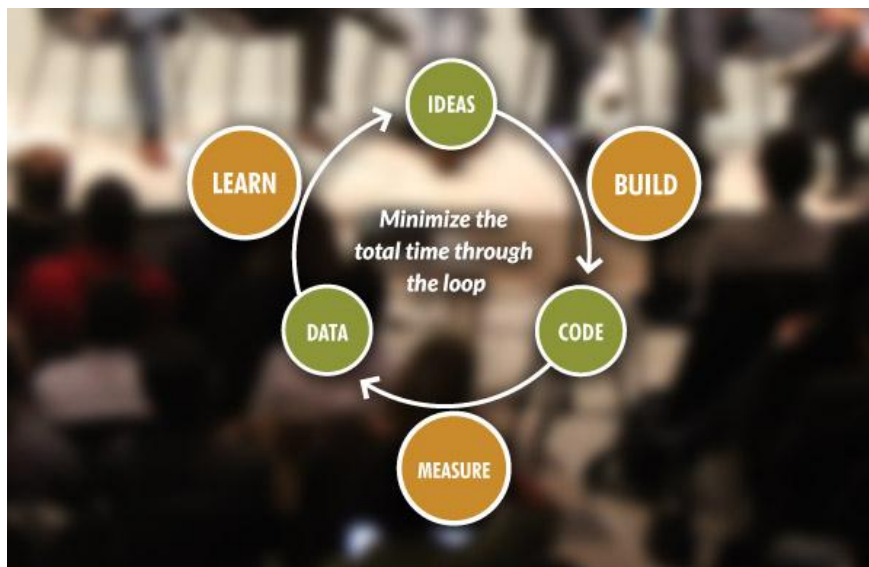 IDEAS
LEARN
BUILD
Minimize the
total time through
the loop
DATA
CODE
MEASURE